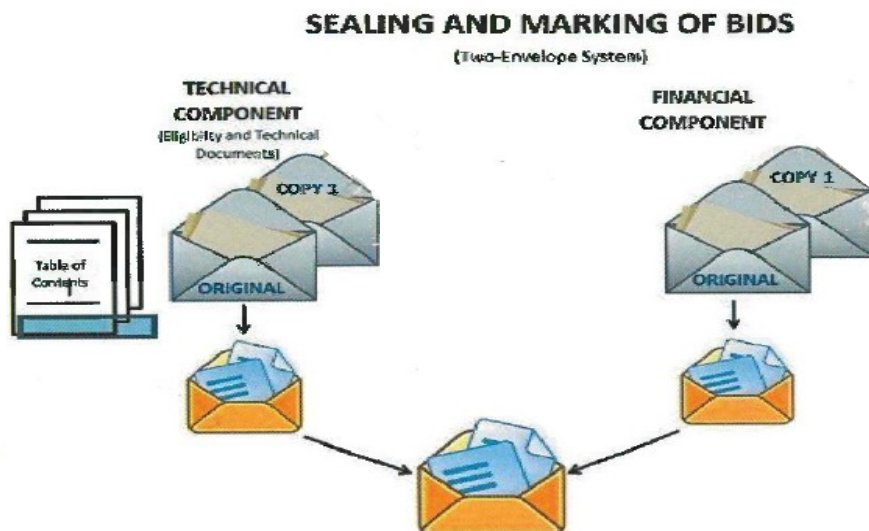 SEALING AND MARKING OF BIDS
(Two-Envelope System)
TECHNICAL
COMPONENT
(Eligibility and Technical
Documents)
FINANCIAL
COMPONENT
COPY 1
ORIGINAL
COPY 1
ORIGINAL
Table of
Contents